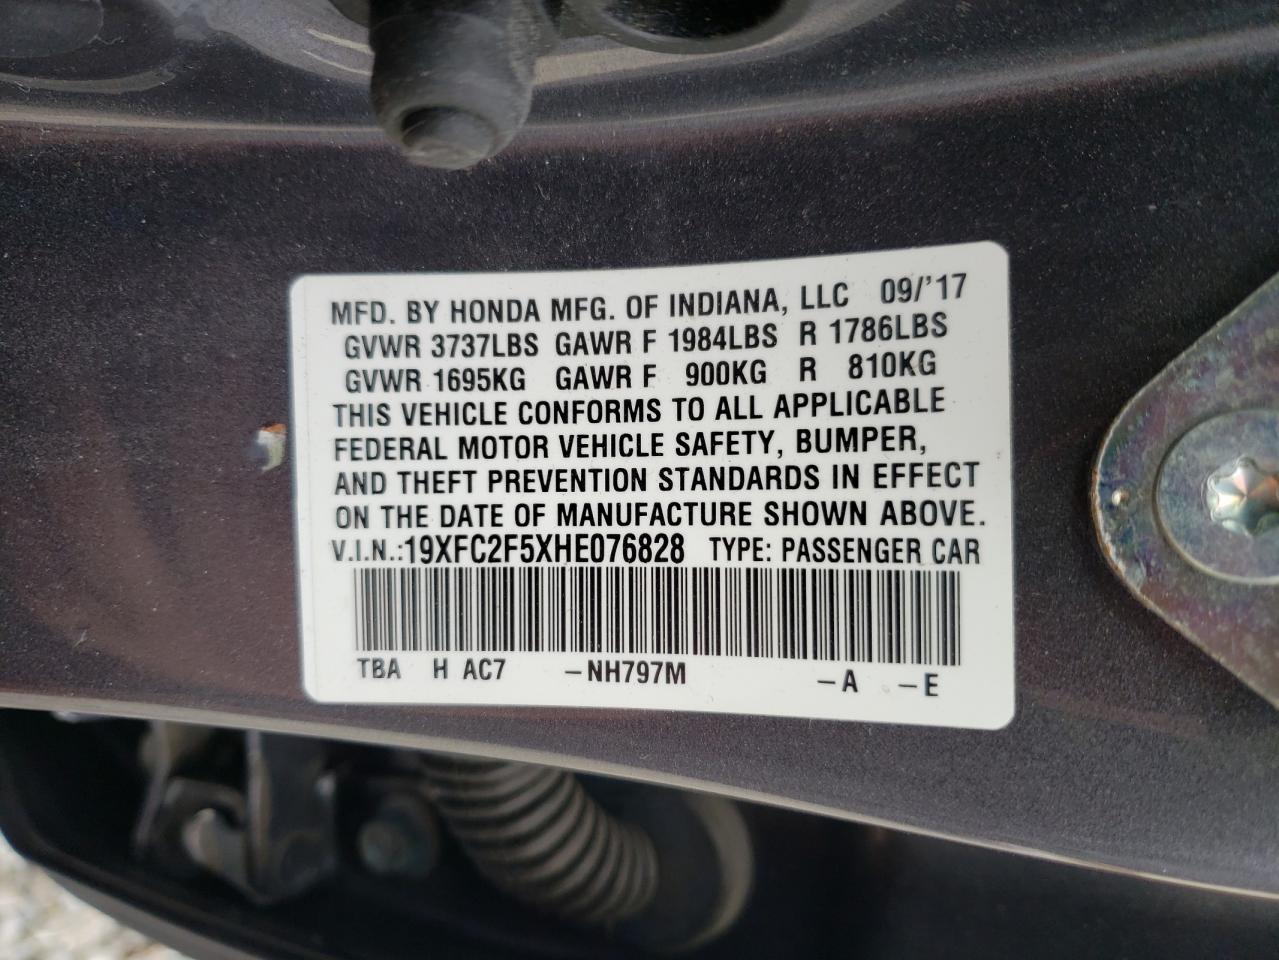 MFD. BY HONDA MFG. OF INDIANA, LLC 09/'17
GVWR 3737LBS GAWR F 1984LBS R 1786LBS
GVWR 1695KG GAWR F 900KG R 810KG
THIS VEHICLE CONFORMS TO ALL APPLICABLE
FEDERAL MOTOR VEHICLE SAFETY, BUMPER,
AND THEFT PREVENTION STANDARDS IN EFFECT
ON THE DATE OF MANUFACTURE SHOWN ABOVE.
V.I.N.:19XFC2F5XHE076828 TYPE: PASSENGER CAR
TBA H AC7 –NH797M –A –E